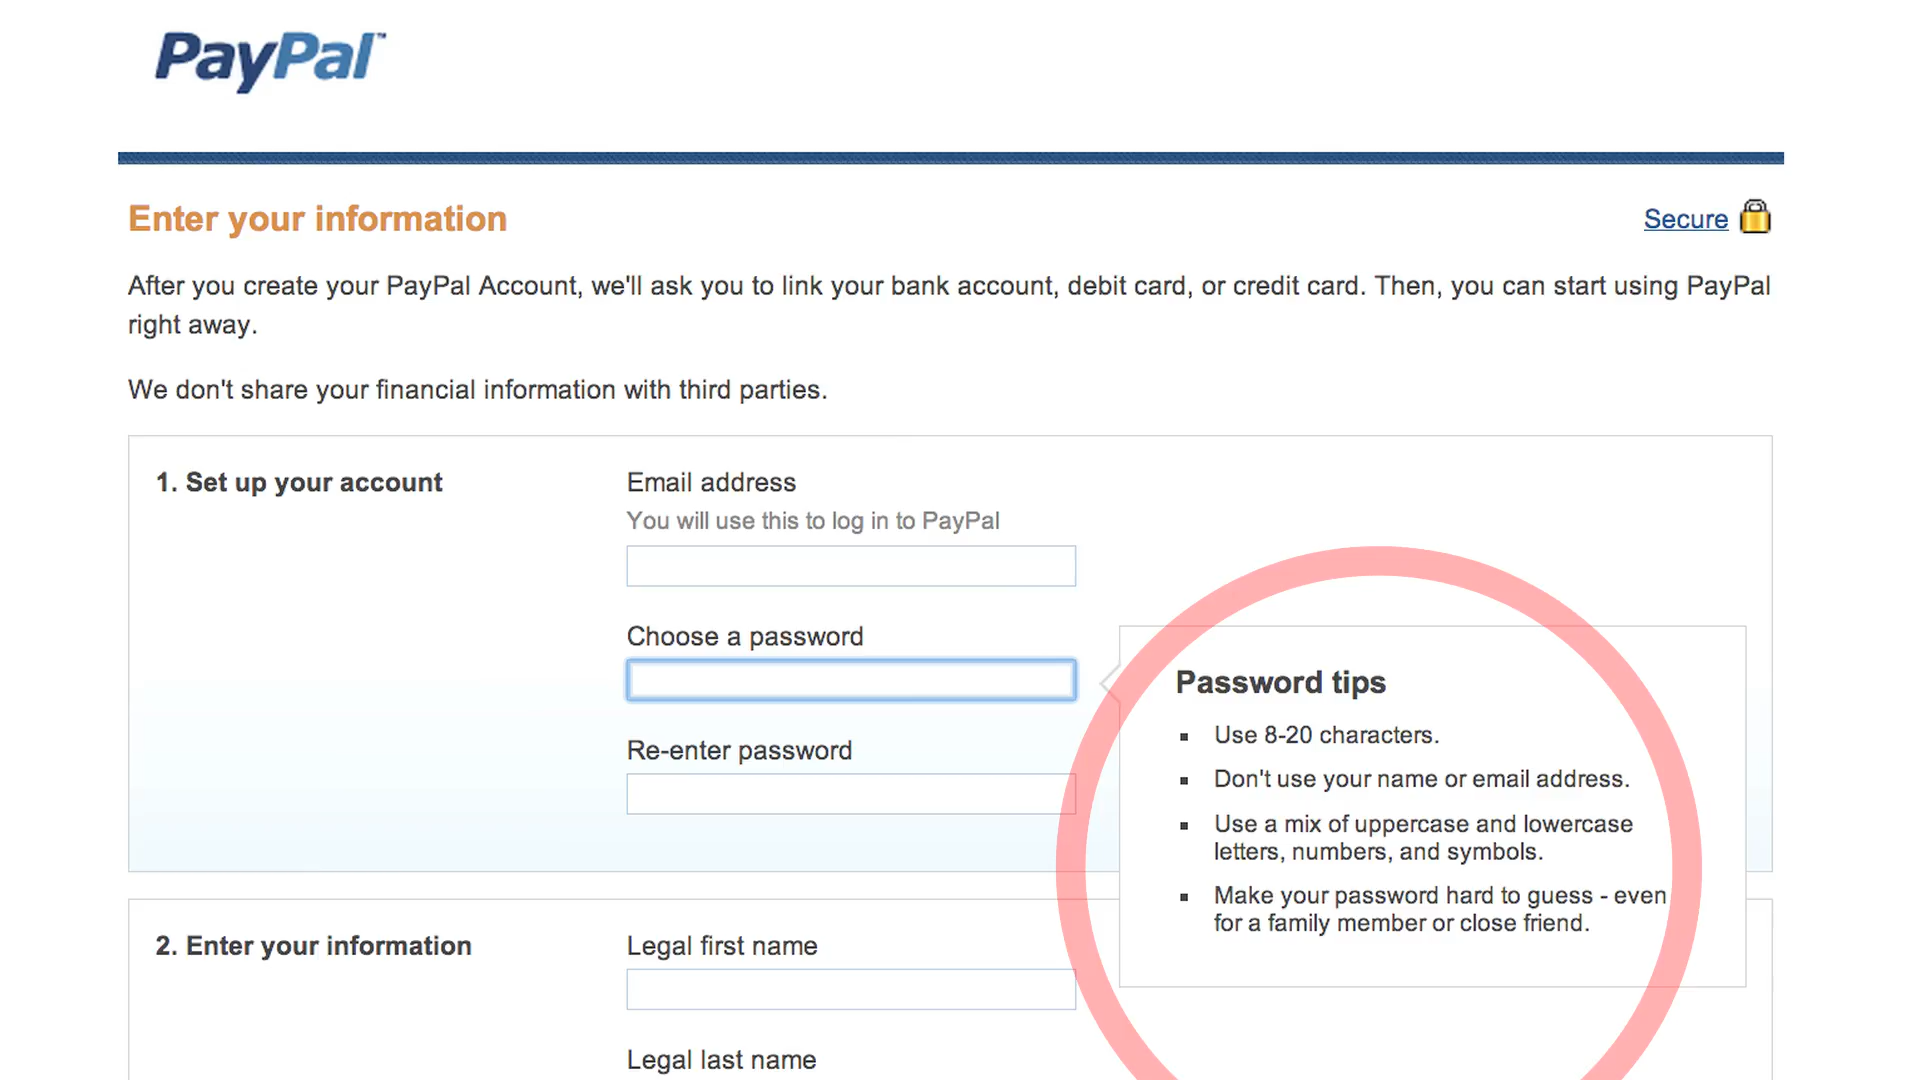 PayPal™
Enter your information
Secure
After you create your PayPal Account, we'll ask you to link your bank account, debit card, or credit card. Then, you can start using PayPal
right away.
We don't share your financial information with third parties.
1. Set up your account
Email address
You will use this to log in to PayPal
Choose a password
Re-enter password
Password tips
Use 8-20 characters.
Don't use your name or email address.
Use a mix of uppercase and lowercase
letters, numbers, and symbols.
Make your password hard to guess - even
for a family member or close friend.
2. Enter your information
Legal first name
Legal last name